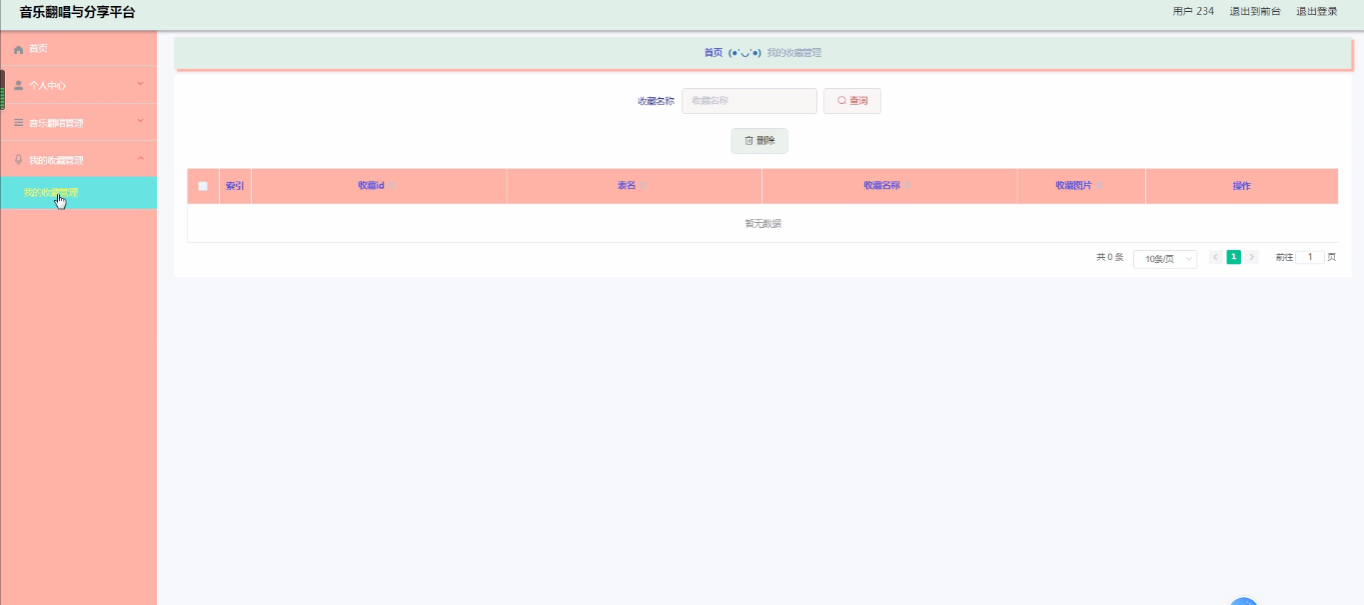 音乐翻唱与分享平台
用户 234 退出到前台 退出登录
首页
个人中心
音乐翻唱管理
我的收藏管理
我的收藏管理
首页 (●'◡'●) 我的收藏管理
收藏名称 收藏名称 查询
删除
索引 收藏id 表名 收藏名称 收藏图片 操作
暂无数据
共 0 条 10条/页 1 前往 1 页